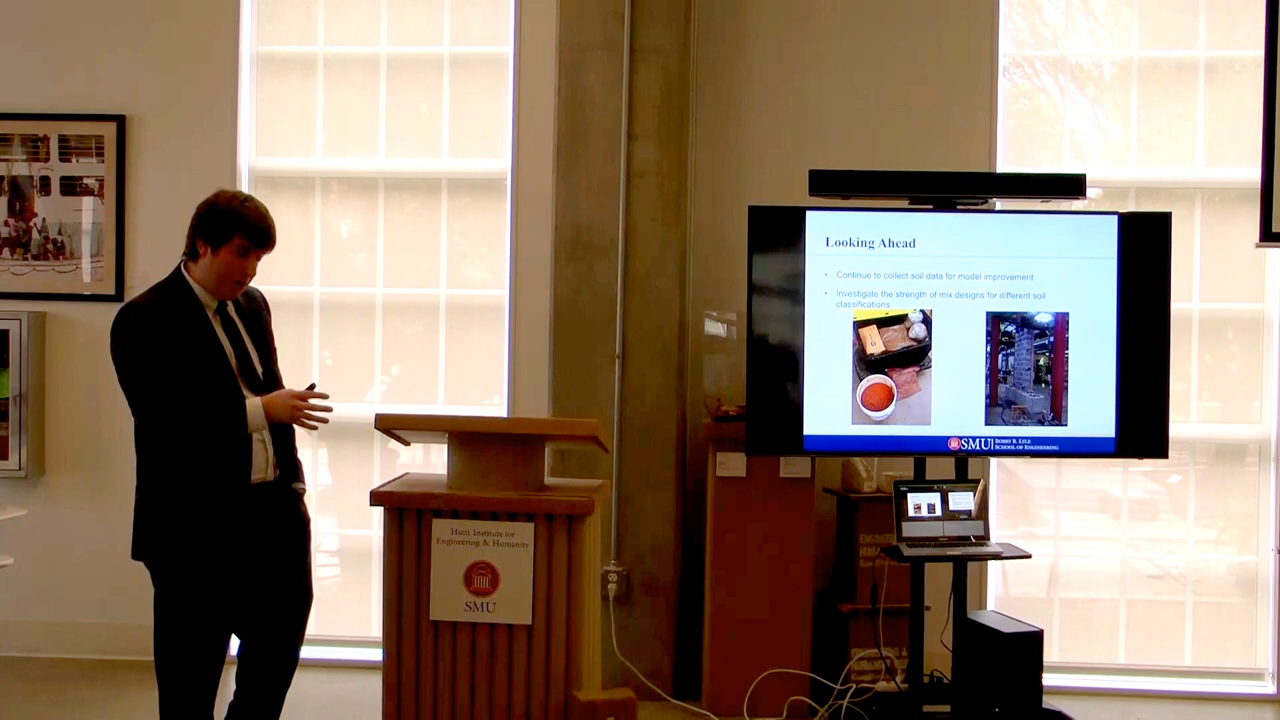 Looking Ahead
• Continue to collect soil data for model improvement
• Investigate the strength of mix designs for different soil
classifications
SMU
BOBBY B. LYLE
SCHOOL OF ENGINEERING
Hunt Institute for
Engineering & Humanity
SMU